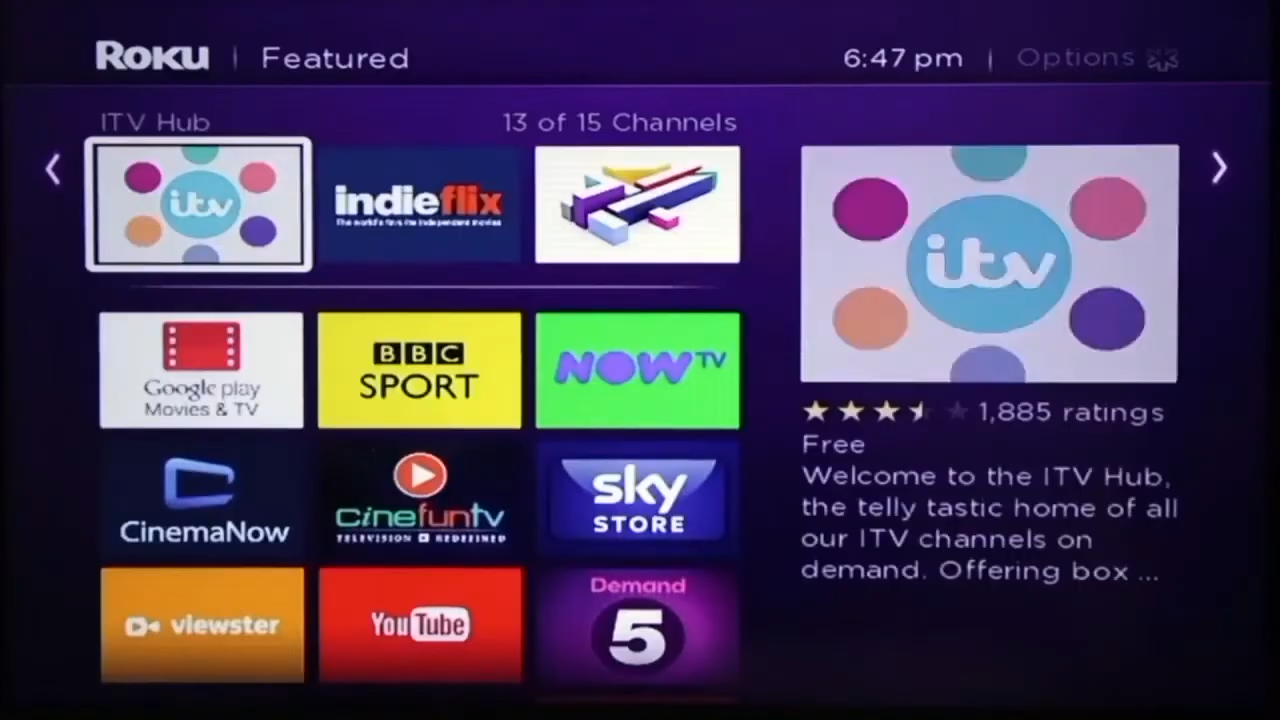 ROKU | Featured
6:47 pm | Options
ITV Hub
13 of 15 Channels
itv
indieflix
itv
Google play
Movies & TV
BBC
SPORT
NOW TV
1,885 ratings
Free
Welcome to the ITV Hub,
the telly tastic home of all
our ITV channels on
demand. Offering box ...
CinemaNow
cinefuntv
TELEVISION REDEFINED
sky
STORE
viewster
YouTube
Demand
5